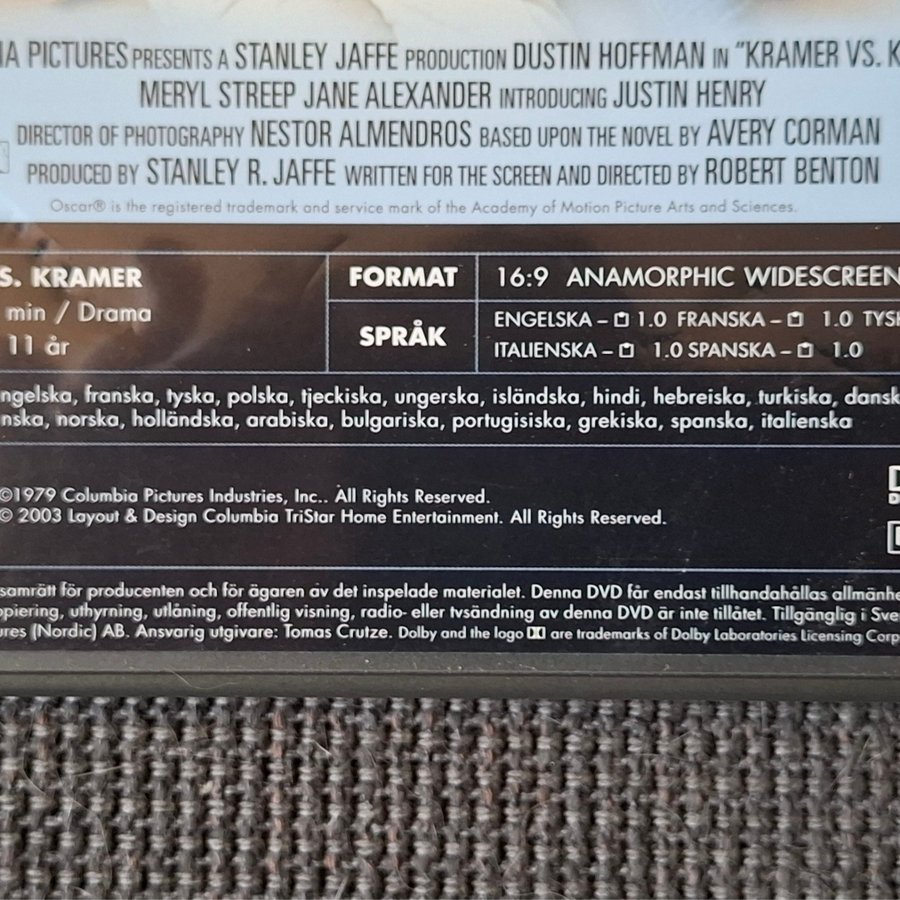 IA PICTURES PRESENTS A STANLEY JAFFE PRODUCTION DUSTIN HOFFMAN IN "KRAMER VS. K
MERYL STREEP JANE ALEXANDER INTRODUCING JUSTIN HENRY
DIRECTOR OF PHOTOGRAPHY NESTOR ALMENDROS BASED UPON THE NOVEL BY AVERY CORMAN
PRODUCED BY STANLEY R. JAFFE WRITTEN FOR THE SCREEN AND DIRECTED BY ROBERT BENTON
Oscar® is the registered trademark and service mark of the Academy of Motion Picture Arts and Sciences.
S. KRAMER
min / Drama
11 år
FORMAT
16:9 ANAMORPHIC WIDESCREEN
SPRÅK
ENGELSKA – 1.0 FRANSKA – 1.0 TYSK
ITALIENSKA – 1.0 SPANSKA – 1.0
ngelska, franska, tyska, polska, tjeckiska, ungerska, isländska, hindi, hebreiska, turkiska, dansk
nska, norska, holländska, arabiska, bulgariska, portugisiska, grekiska, spanska, italienska
©1979 Columbia Pictures Industries, Inc.. All Rights Reserved.
© 2003 Layout & Design Columbia TriStar Home Entertainment. All Rights Reserved.
samrätt för producenten och för ägaren av det inspelade materialet. Denna DVD får endast tillhandahållas allmänhe
opiering, uthyrning, utlåning, offentlig visning, radio- eller tvsändning av denna DVD är inte tillåtet. Tillgänglig i Sve
ures (Nordic) AB. Ansvarig utgivare: Tomas Crutze. Dolby and the logo are trademarks of Dolby Laboratories Licensing Corp